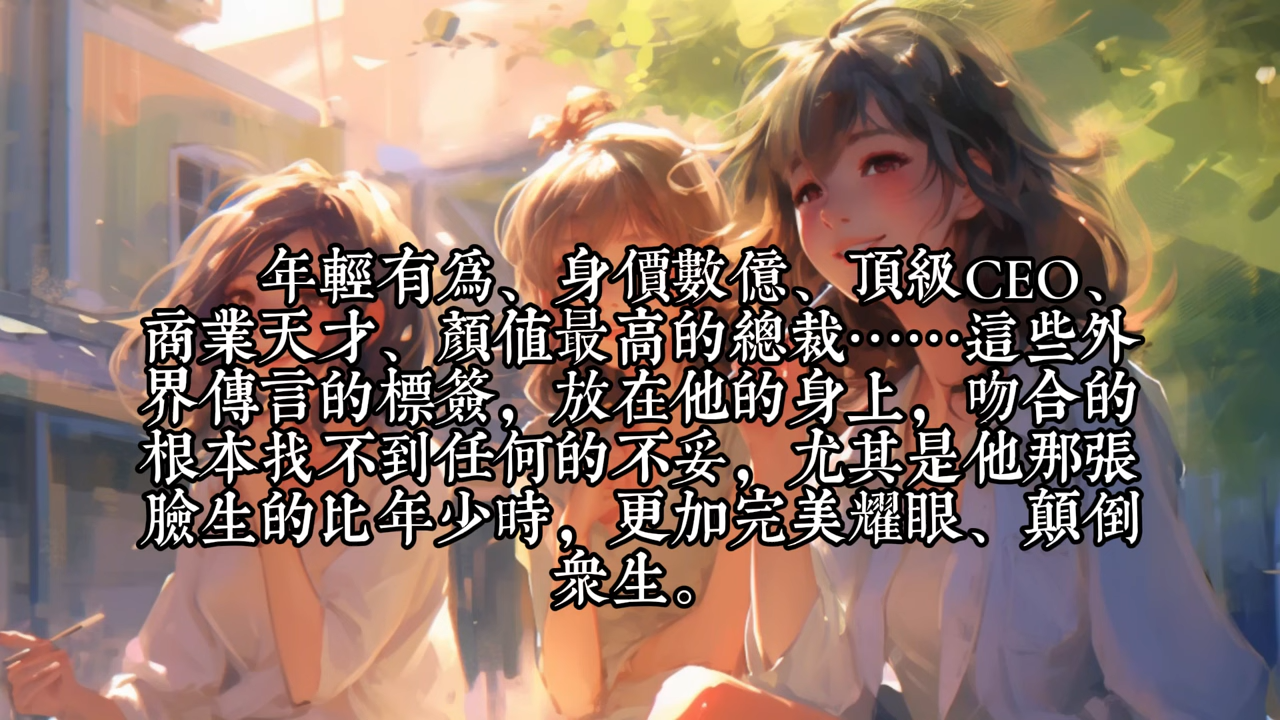 年輕有爲、身價數億、頂級CEO、
商業天才、顏值最高的總裁……這些外
界傳言的標簽，放在他的身上，吻合的
根本找不到任何的不妥，尤其是他那張
臉生的比年少時，更加完美耀眼、顛倒
衆生。